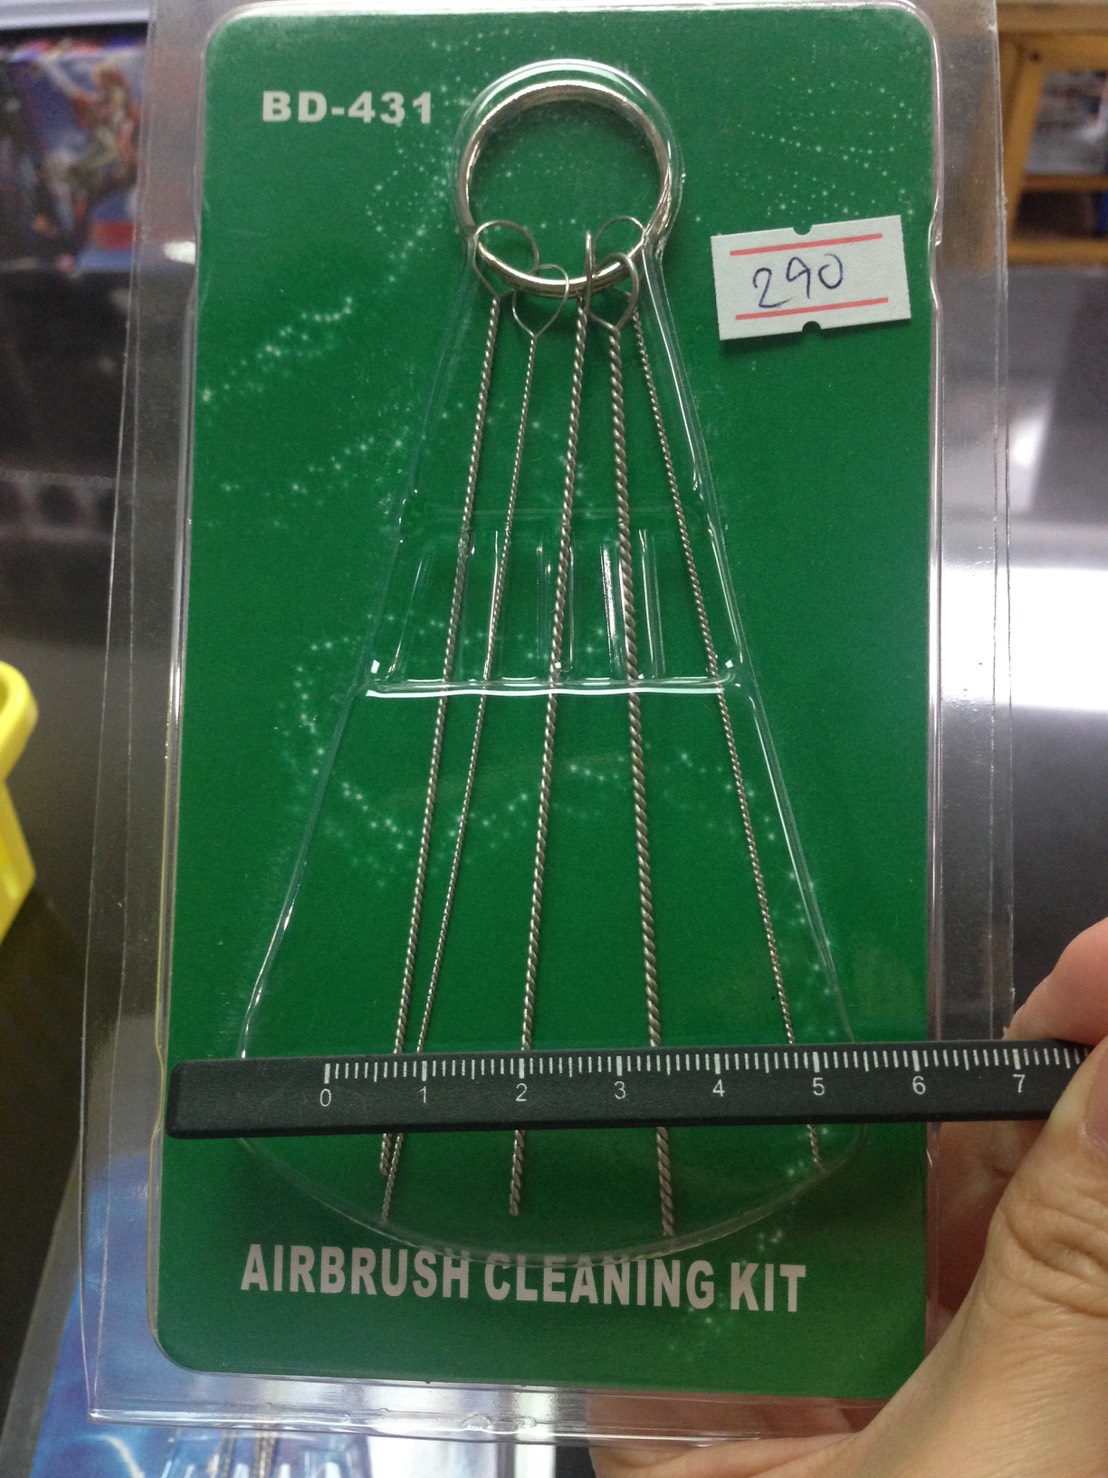 BD-431
290
0 1 2 3 4 5 6 7
AIRBRUSH CLEANING KIT